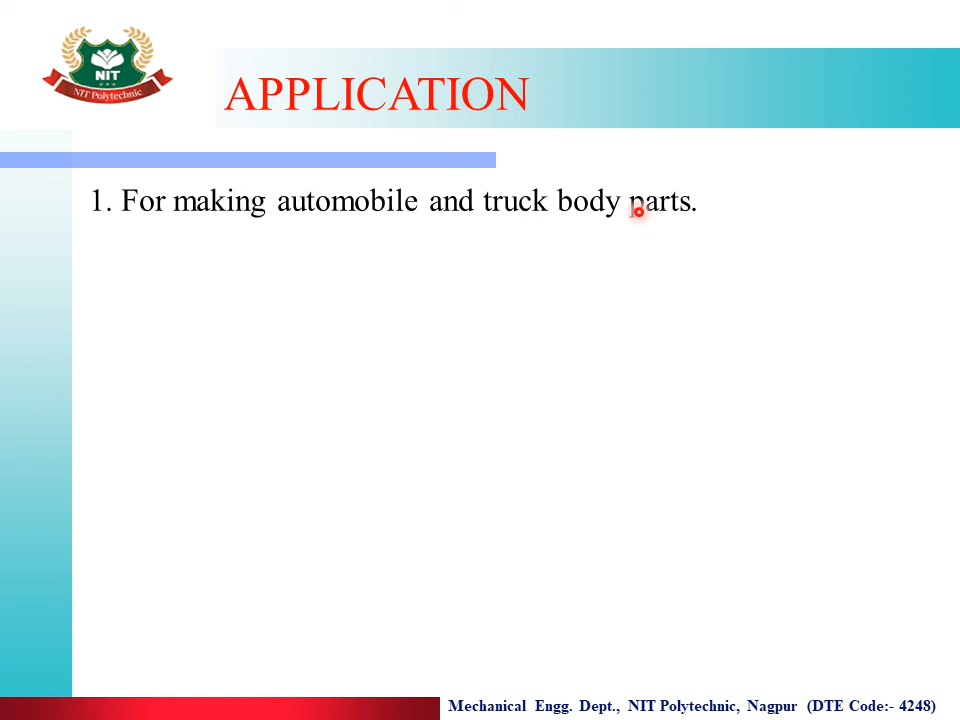 NIT
NIT Polytechnic
APPLICATION
1. For making automobile and truck body parts.
Mechanical Engg. Dept., NIT Polytechnic, Nagpur (DTE Code:- 4248)